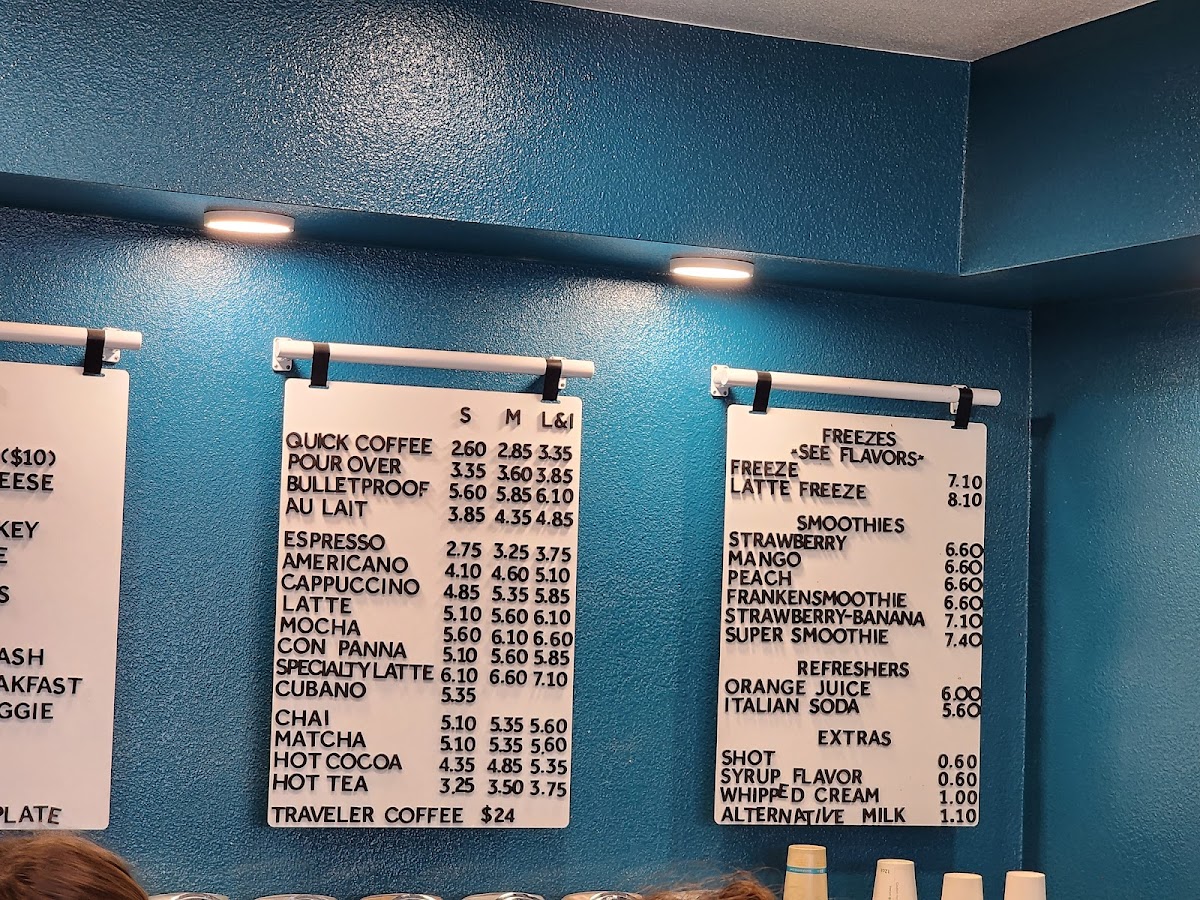 ($10)
KEY
AKFAST
PLATE
S M L&I
QUICK COFFEE 2.60 2.85 3.35
POUR OVER 3.35 3.60 3.85
BULLETPROOF 5.60 5.85 6.10
AU LAIT 3.85 4.35 4.85
ESPRESSO 2.75 3.25 3.75
AMERICANO 4.10 4.60 5.10
CAPPUCCINO 4.85 5.35 5.85
LATTE 5.10 5.60 6.10
MOCHA 5.60 6.10 6.60
CON PANNA 5.10 5.60 5.85
SPECIALTY LATTE 6.10 6.60 7.10
CUBANO 5.35
CHAI 5.10 5.35 5.60
MATCHA 5.10 5.35 5.60
HOT COCOA 4.35 4.85 5.35
HOT TEA 3.25 3.50 3.75
TRAVELER COFFEE $24
FREEZES
-SEE FLAVORS-
FREEZE 7.10
LATTE FREEZE 8.10
SMOOTHIES
STRAWBERRY 6.60
MANGO 6.60
PEACH 6.60
FRANKENSMOOTHIE 6.60
STRAWBERRY-BANANA 7.10
SUPER SMOOTHIE 7.40
REFRESHERS
ORANGE JUICE 6.00
ITALIAN SODA 5.60
EXTRAS
SHOT 0.60
SYRUP FLAVOR 0.60
WHIPPED CREAM 1.00
ALTERNATIVE MILK 1.10